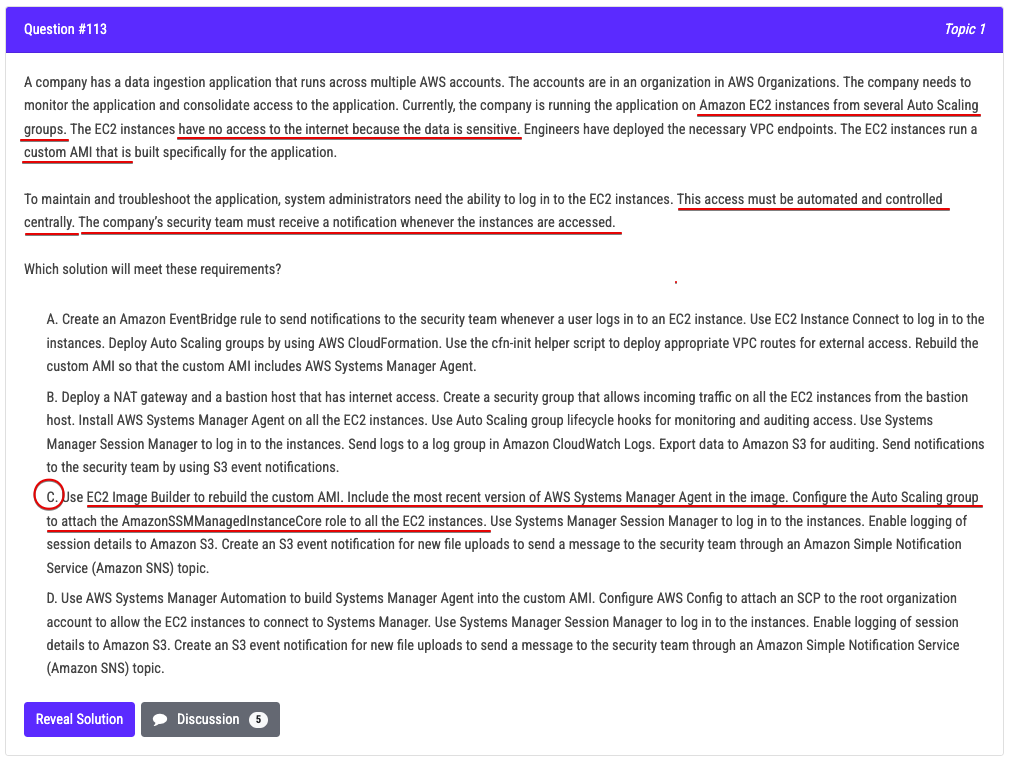 Question #113
Topic 1
A company has a data ingestion application that runs across multiple AWS accounts. The accounts are in an organization in AWS Organizations. The company needs to
monitor the application and consolidate access to the application. Currently, the company is running the application on Amazon EC2 instances from several Auto Scaling
groups. The EC2 instances have no access to the internet because the data is sensitive. Engineers have deployed the necessary VPC endpoints. The EC2 instances run a
custom AMI that is built specifically for the application.
To maintain and troubleshoot the application, system administrators need the ability to log in to the EC2 instances. This access must be automated and controlled
centrally. The company's security team must receive a notification whenever the instances are accessed.
Which solution will meet these requirements?
A. Create an Amazon EventBridge rule to send notifications to the security team whenever a user logs in to an EC2 instance. Use EC2 Instance Connect to log in to the
instances. Deploy Auto Scaling groups by using AWS CloudFormation. Use the cfn-init helper script to deploy appropriate VPC routes for external access. Rebuild the
custom AMI so that the custom AMI includes AWS Systems Manager Agent.
B. Deploy a NAT gateway and a bastion host that has internet access. Create a security group that allows incoming traffic on all the EC2 instances from the bastion
host. Install AWS Systems Manager Agent on all the EC2 instances. Use Auto Scaling group lifecycle hooks for monitoring and auditing access. Use Systems
Manager Session Manager to log in to the instances. Send logs to a log group in Amazon CloudWatch Logs. Export data to Amazon S3 for auditing. Send notifications
to the security team by using S3 event notifications.
C. Use EC2 Image Builder to rebuild the custom AMI. Include the most recent version of AWS Systems Manager Agent in the image. Configure the Auto Scaling group
to attach the AmazonSSMManagedInstanceCore role to all the EC2 instances. Use Systems Manager Session Manager to log in to the instances. Enable logging of
session details to Amazon S3. Create an S3 event notification for new file uploads to send a message to the security team through an Amazon Simple Notification
Service (Amazon SNS) topic.
D. Use AWS Systems Manager Automation to build Systems Manager Agent into the custom AMI. Configure AWS Config to attach an SCP to the root organization
account to allow the EC2 instances to connect to Systems Manager. Use Systems Manager Session Manager to log in to the instances. Enable logging of session
details to Amazon S3. Create an S3 event notification for new file uploads to send a message to the security team through an Amazon Simple Notification Service
(Amazon SNS) topic.
Reveal Solution
Discussion 5